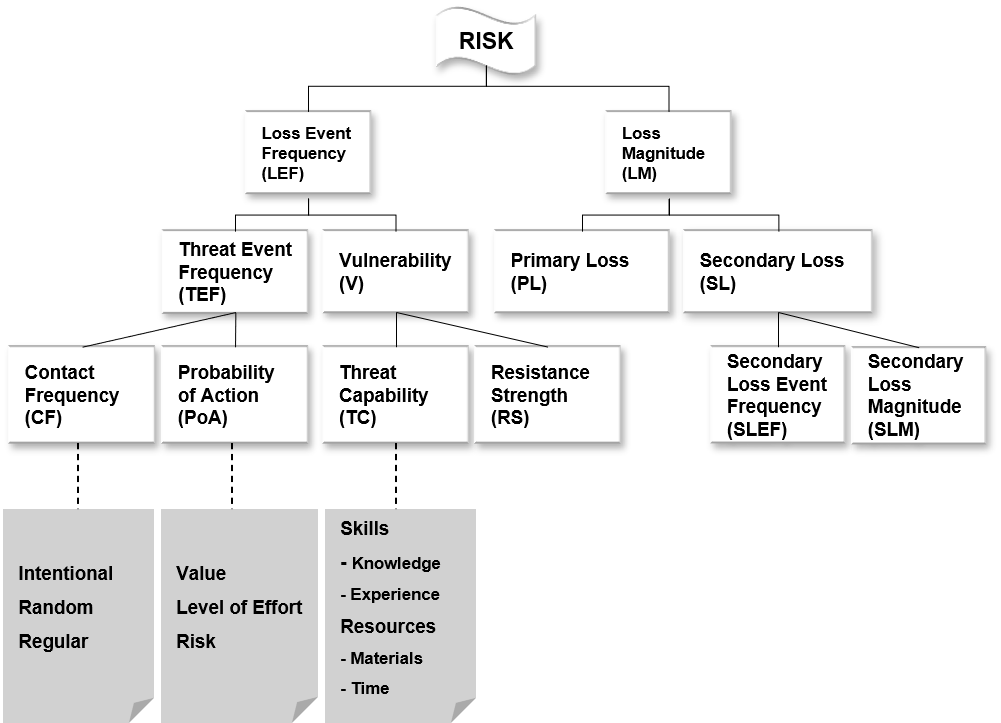 RISK
Loss Event
Frequency
(LEF)
Loss
Magnitude
(LM)
Threat Event
Frequency
(TEF)
Vulnerability
(V)
Primary Loss
(PL)
Secondary Loss
(SL)
Contact
Frequency
(CF)
Probability
of Action
(PoA)
Threat
Capability
(TC)
Resistance
Strength
(RS)
Secondary
Loss Event
Frequency
(SLEF)
Secondary
Loss
Magnitude
(SLM)
Intentional
Random
Regular
Value
Level of Effort
Risk
Skills
- Knowledge
- Experience
Resources
- Materials
- Time